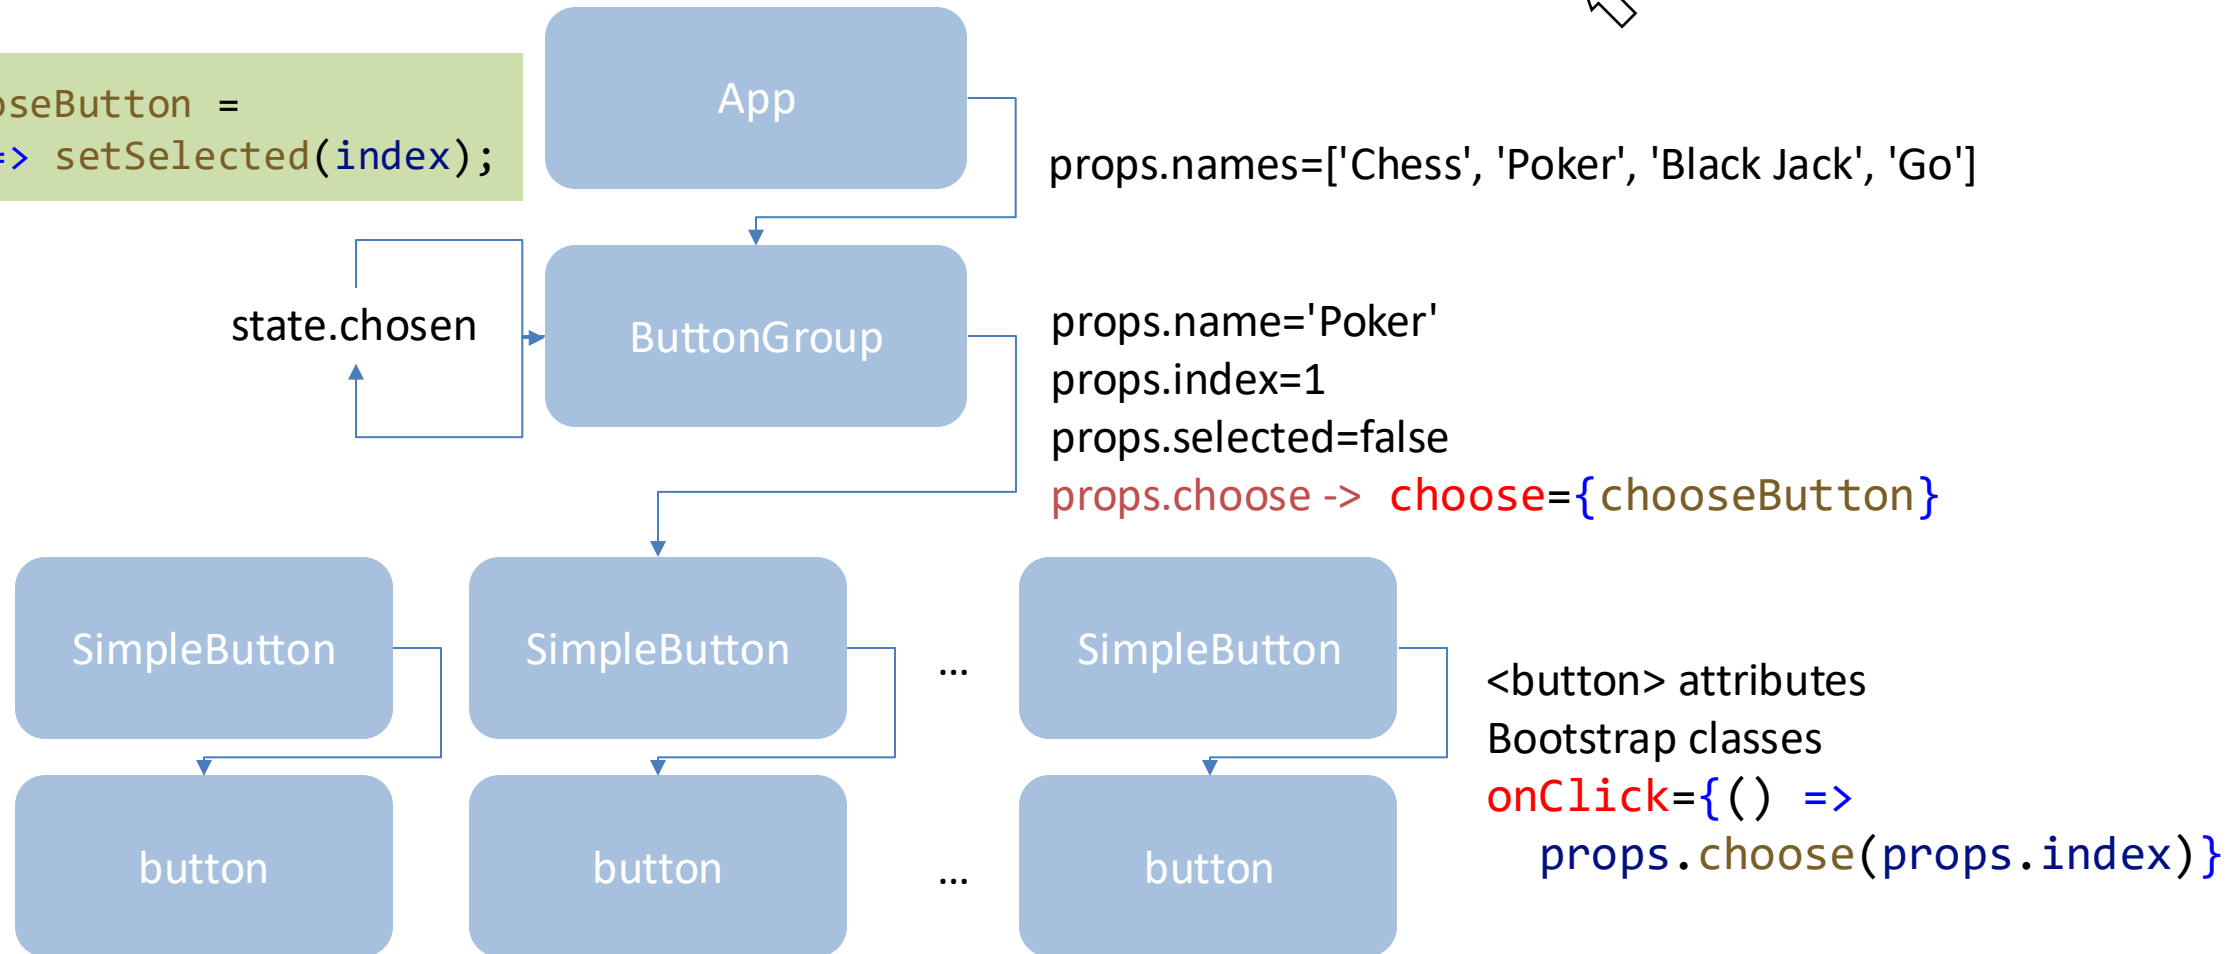 oseButton =
=> setSelected(index);
App
props.names=['Chess', 'Poker', 'Black Jack', 'Go']
state.chosen
ButtonGroup
props.name='Poker'
props.index=1
props.selected=false
props.choose -> choose={chooseButton}
SimpleButton
SimpleButton
...
SimpleButton
<button> attributes
Bootstrap classes
onClick={() =>
props.choose(props.index)}
button
button
...
button